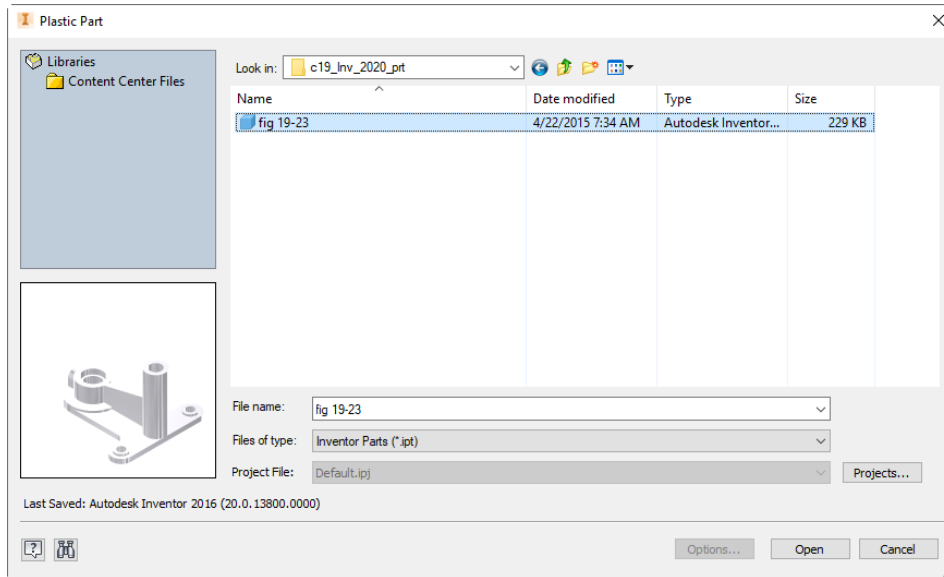 Plastic Part
Libraries
Content Center Files
Look in: c19_Inv_2020_prt
Name Date modified Type Size
fig 19-23 4/22/2015 7:34 AM Autodesk Inventor... 229 KB
File name: fig 19-23
Files of type: Inventor Parts (*.ipt)
Project File: Default.ipj Projects...
Last Saved: Autodesk Inventor 2016 (20.0.13800.0000)
Options... Open Cancel